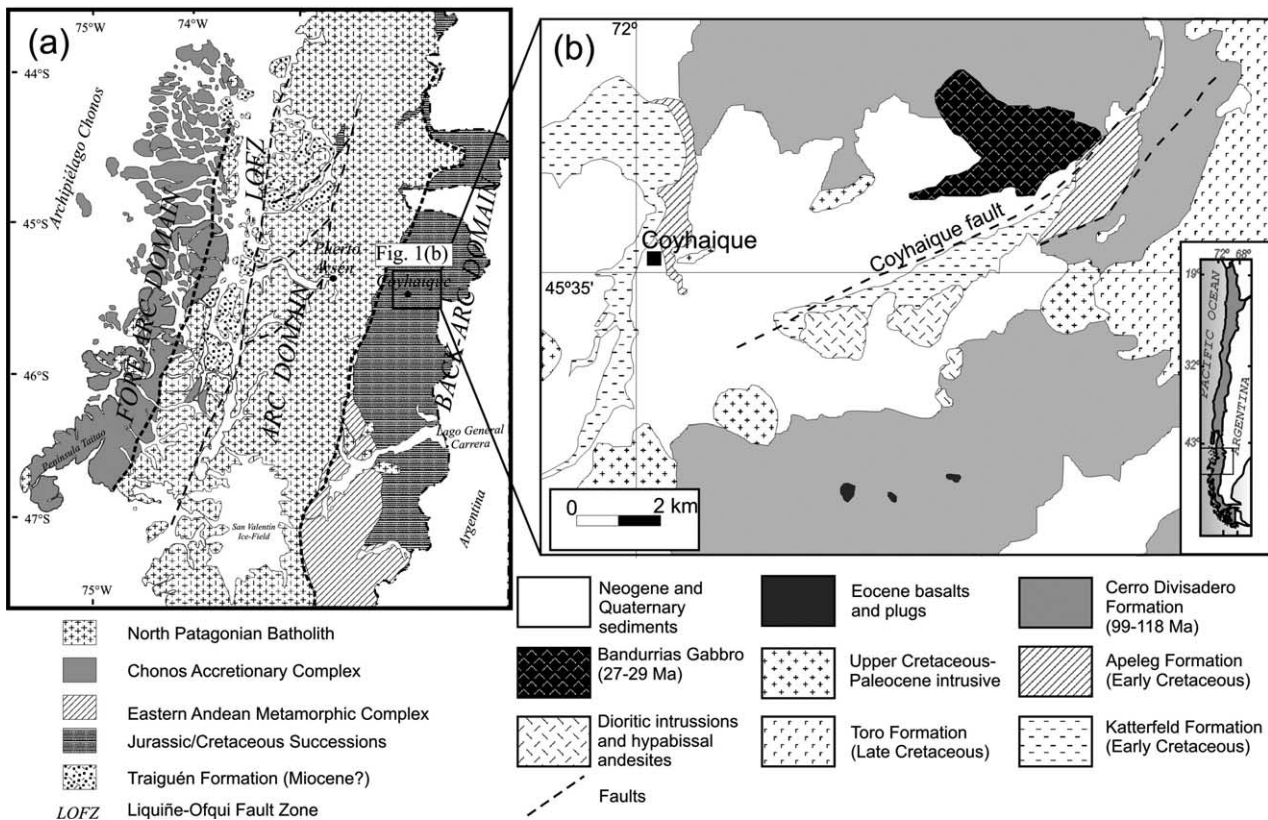 (a)
75°W
74°W
44°S
45°S
46°S
47°S
75°W
Archipiélago Chonos
FORE-ARC DOMAIN
LOFZ
ARC DOMAIN
BACK-ARC DOMAIN
Puerto
Aysén
Fig. 1(b)
Coyhaique
Peninsula Taitao
Lago General
Carrera
San Valentín
Ice-Field
Argentina
North Patagonian Batholith
Chonos Accretionary Complex
Eastern Andean Metamorphic Complex
Jurassic/Cretaceous Successions
Traiguén Formation (Miocene?)
LOFZ Liquiñe-Ofqui Fault Zone
(b)
72°
Coyhaique
45°35'
Coyhaique fault
0 2 km
72° 68°
19°
32°
43°
PACIFIC OCEAN
ARGENTINA
Neogene and
Quaternary
sediments
Bandurrias Gabbro
(27-29 Ma)
Dioritic intrussions
and hypabissal
andesites
Faults
Eocene basalts
and plugs
Upper Cretaceous-
Paleocene intrusive
Toro Formation
(Late Cretaceous)
Cerro Divisadero
Formation
(99-118 Ma)
Apeleg Formation
(Early Cretaceous)
Katterfeld Formation
(Early Cretaceous)